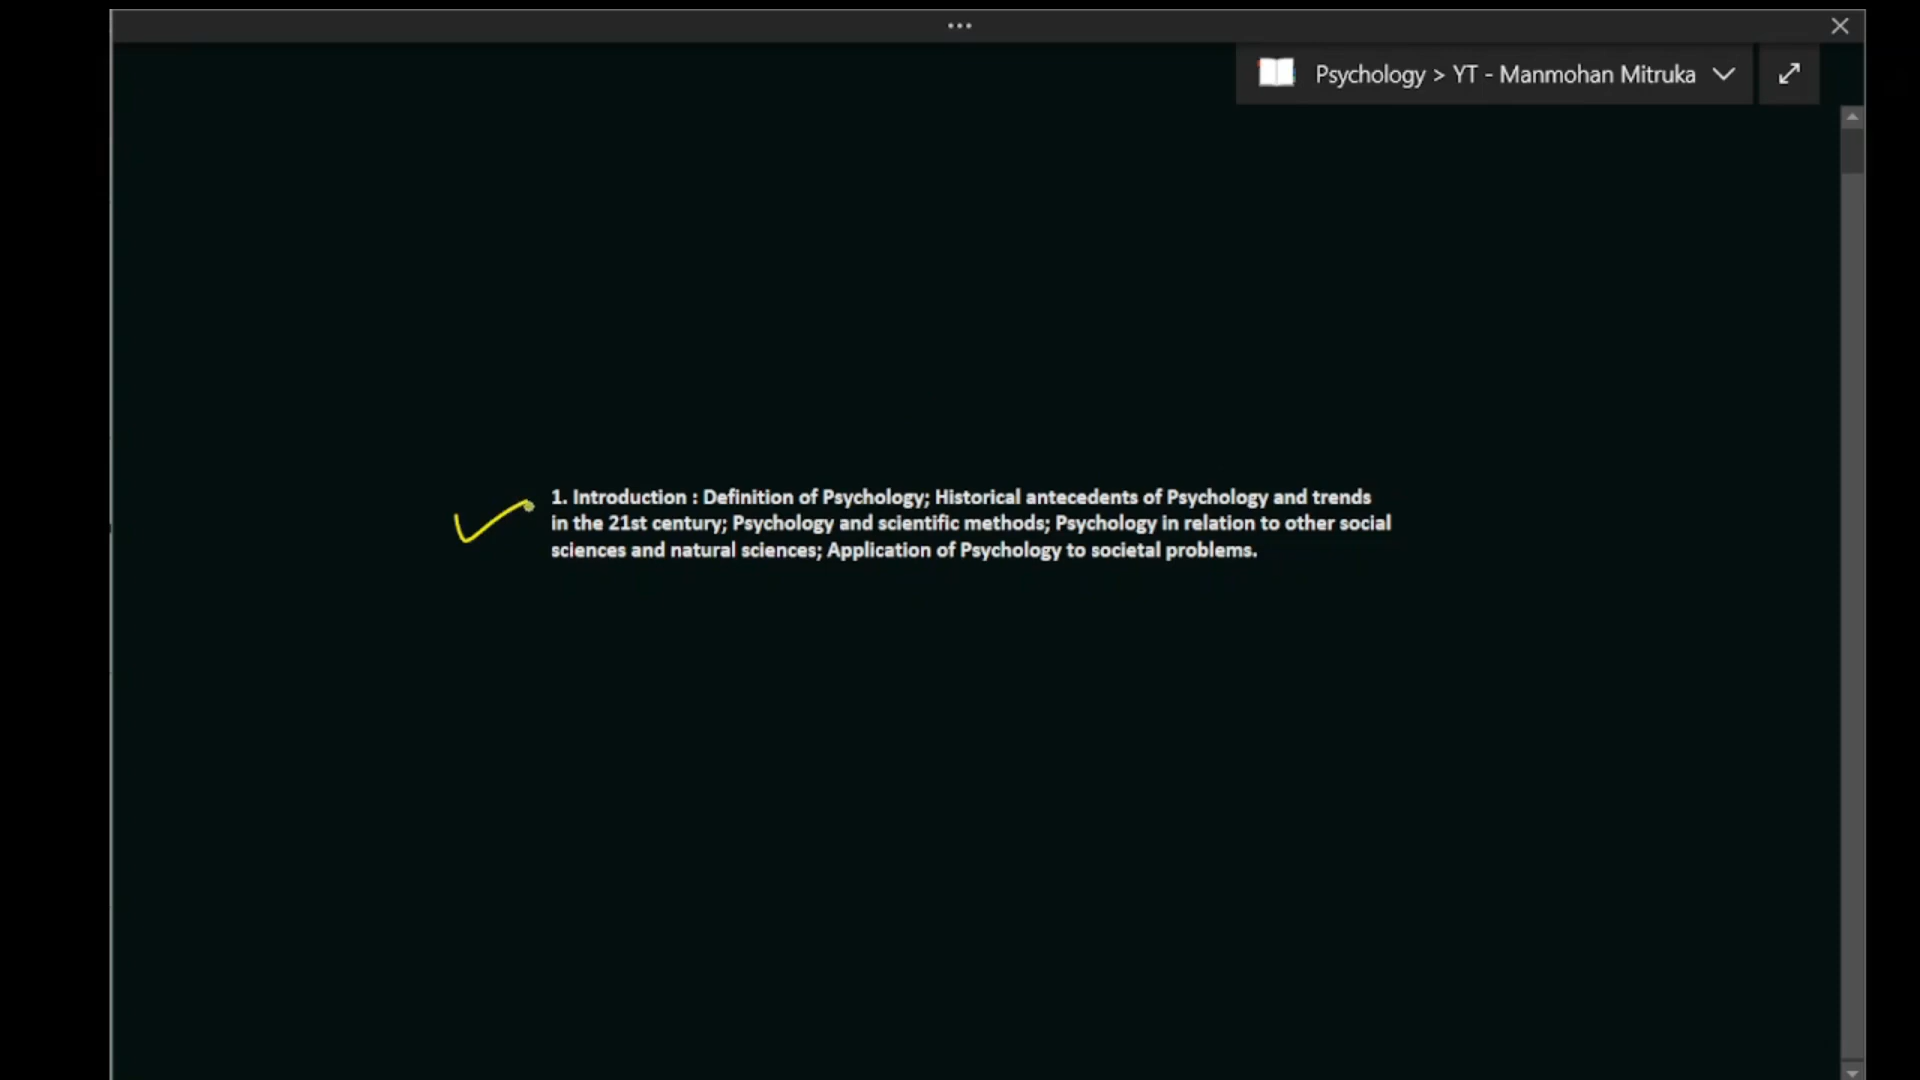 Psychology > YT - Manmohan Mitruka
1. Introduction : Definition of Psychology; Historical antecedents of Psychology and trends
in the 21st century; Psychology and scientific methods; Psychology in relation to other social
sciences and natural sciences; Application of Psychology to societal problems.